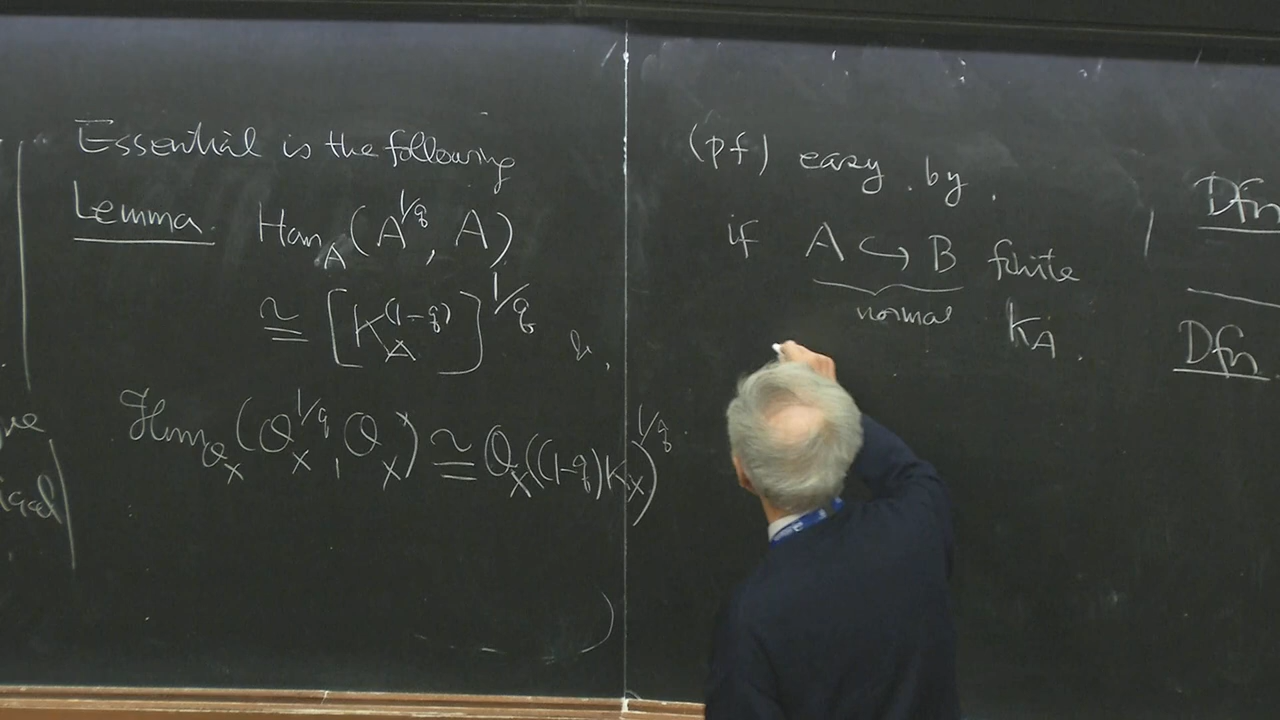 Essential is the following
Lemma. Hom_A(A^{1/q}, A)
≅ [K_A^{(1-q)}]^{1/q} &,
Hom_{O_X}(O_X^{1/q}, O_X) ≅ O_X((1-q)K_X)^{1/q}
(pf) easy by
if A ↪ B finite
normal K_A.
Dfn
Dfn